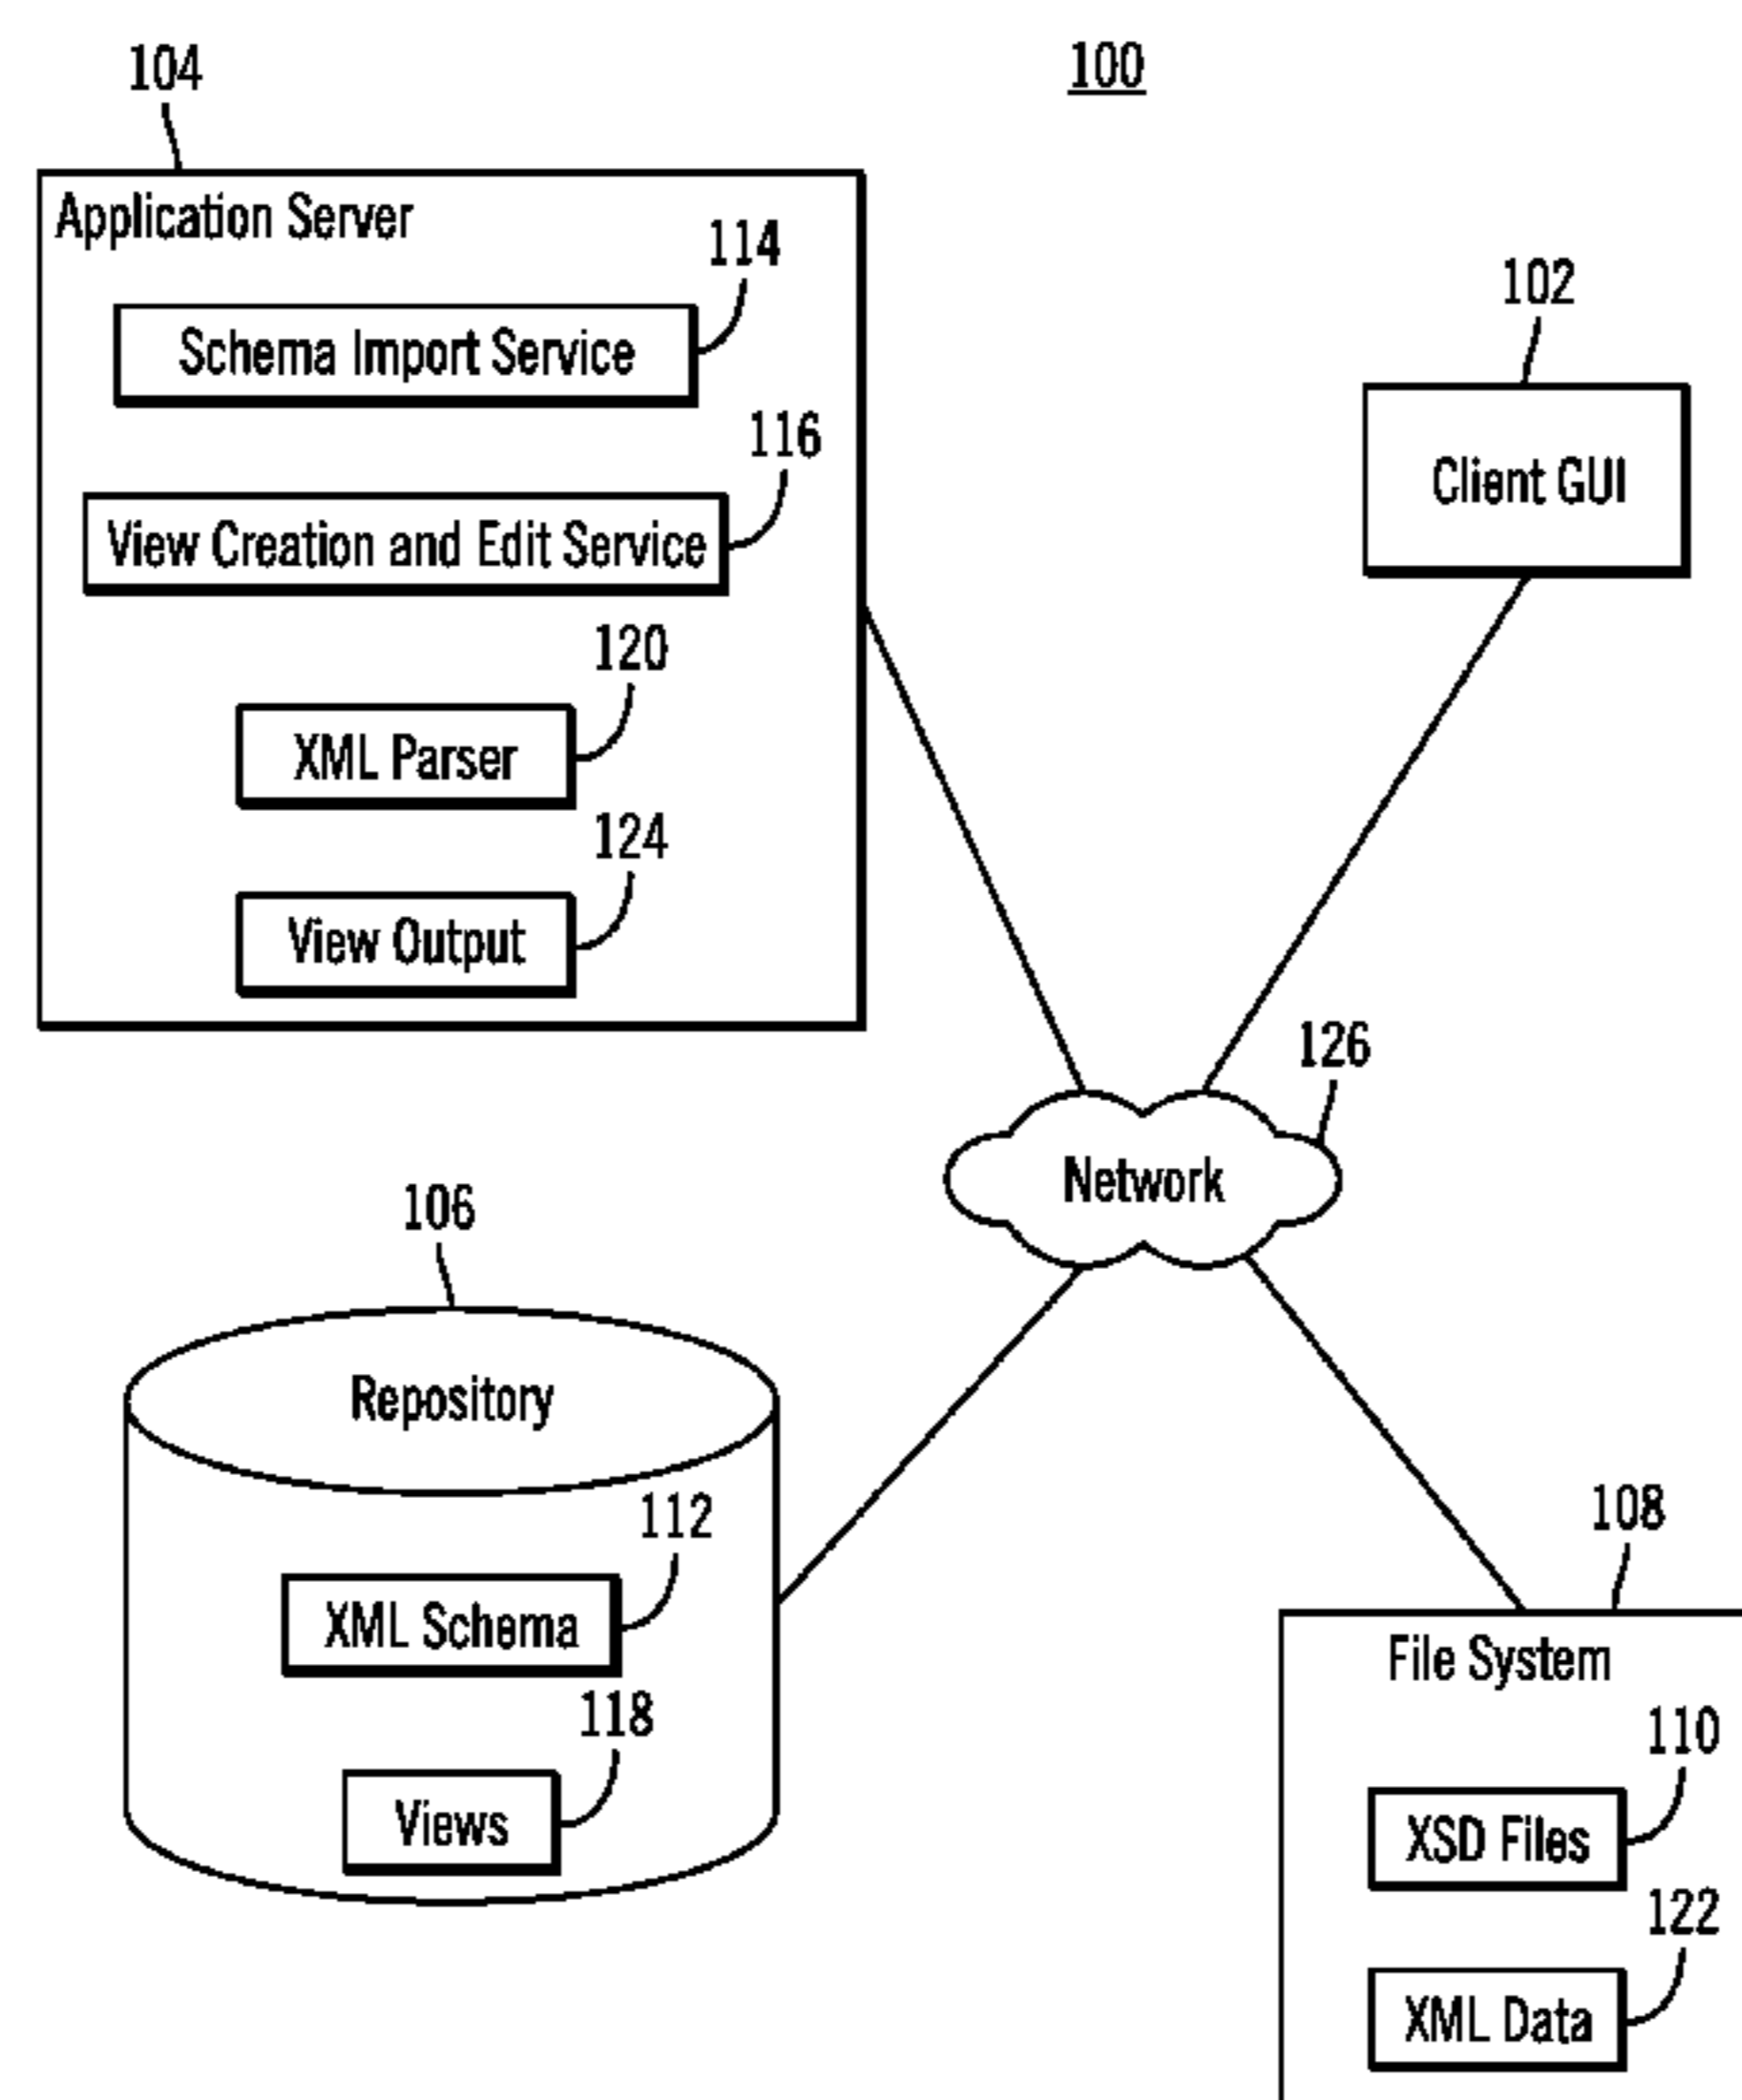 100
104
Application Server
114
Schema Import Service
116
View Creation and Edit Service
120
XML Parser
124
View Output
102
Client GUI
126
Network
106
Repository
112
XML Schema
118
Views
108
File System
110
XSD Files
122
XML Data